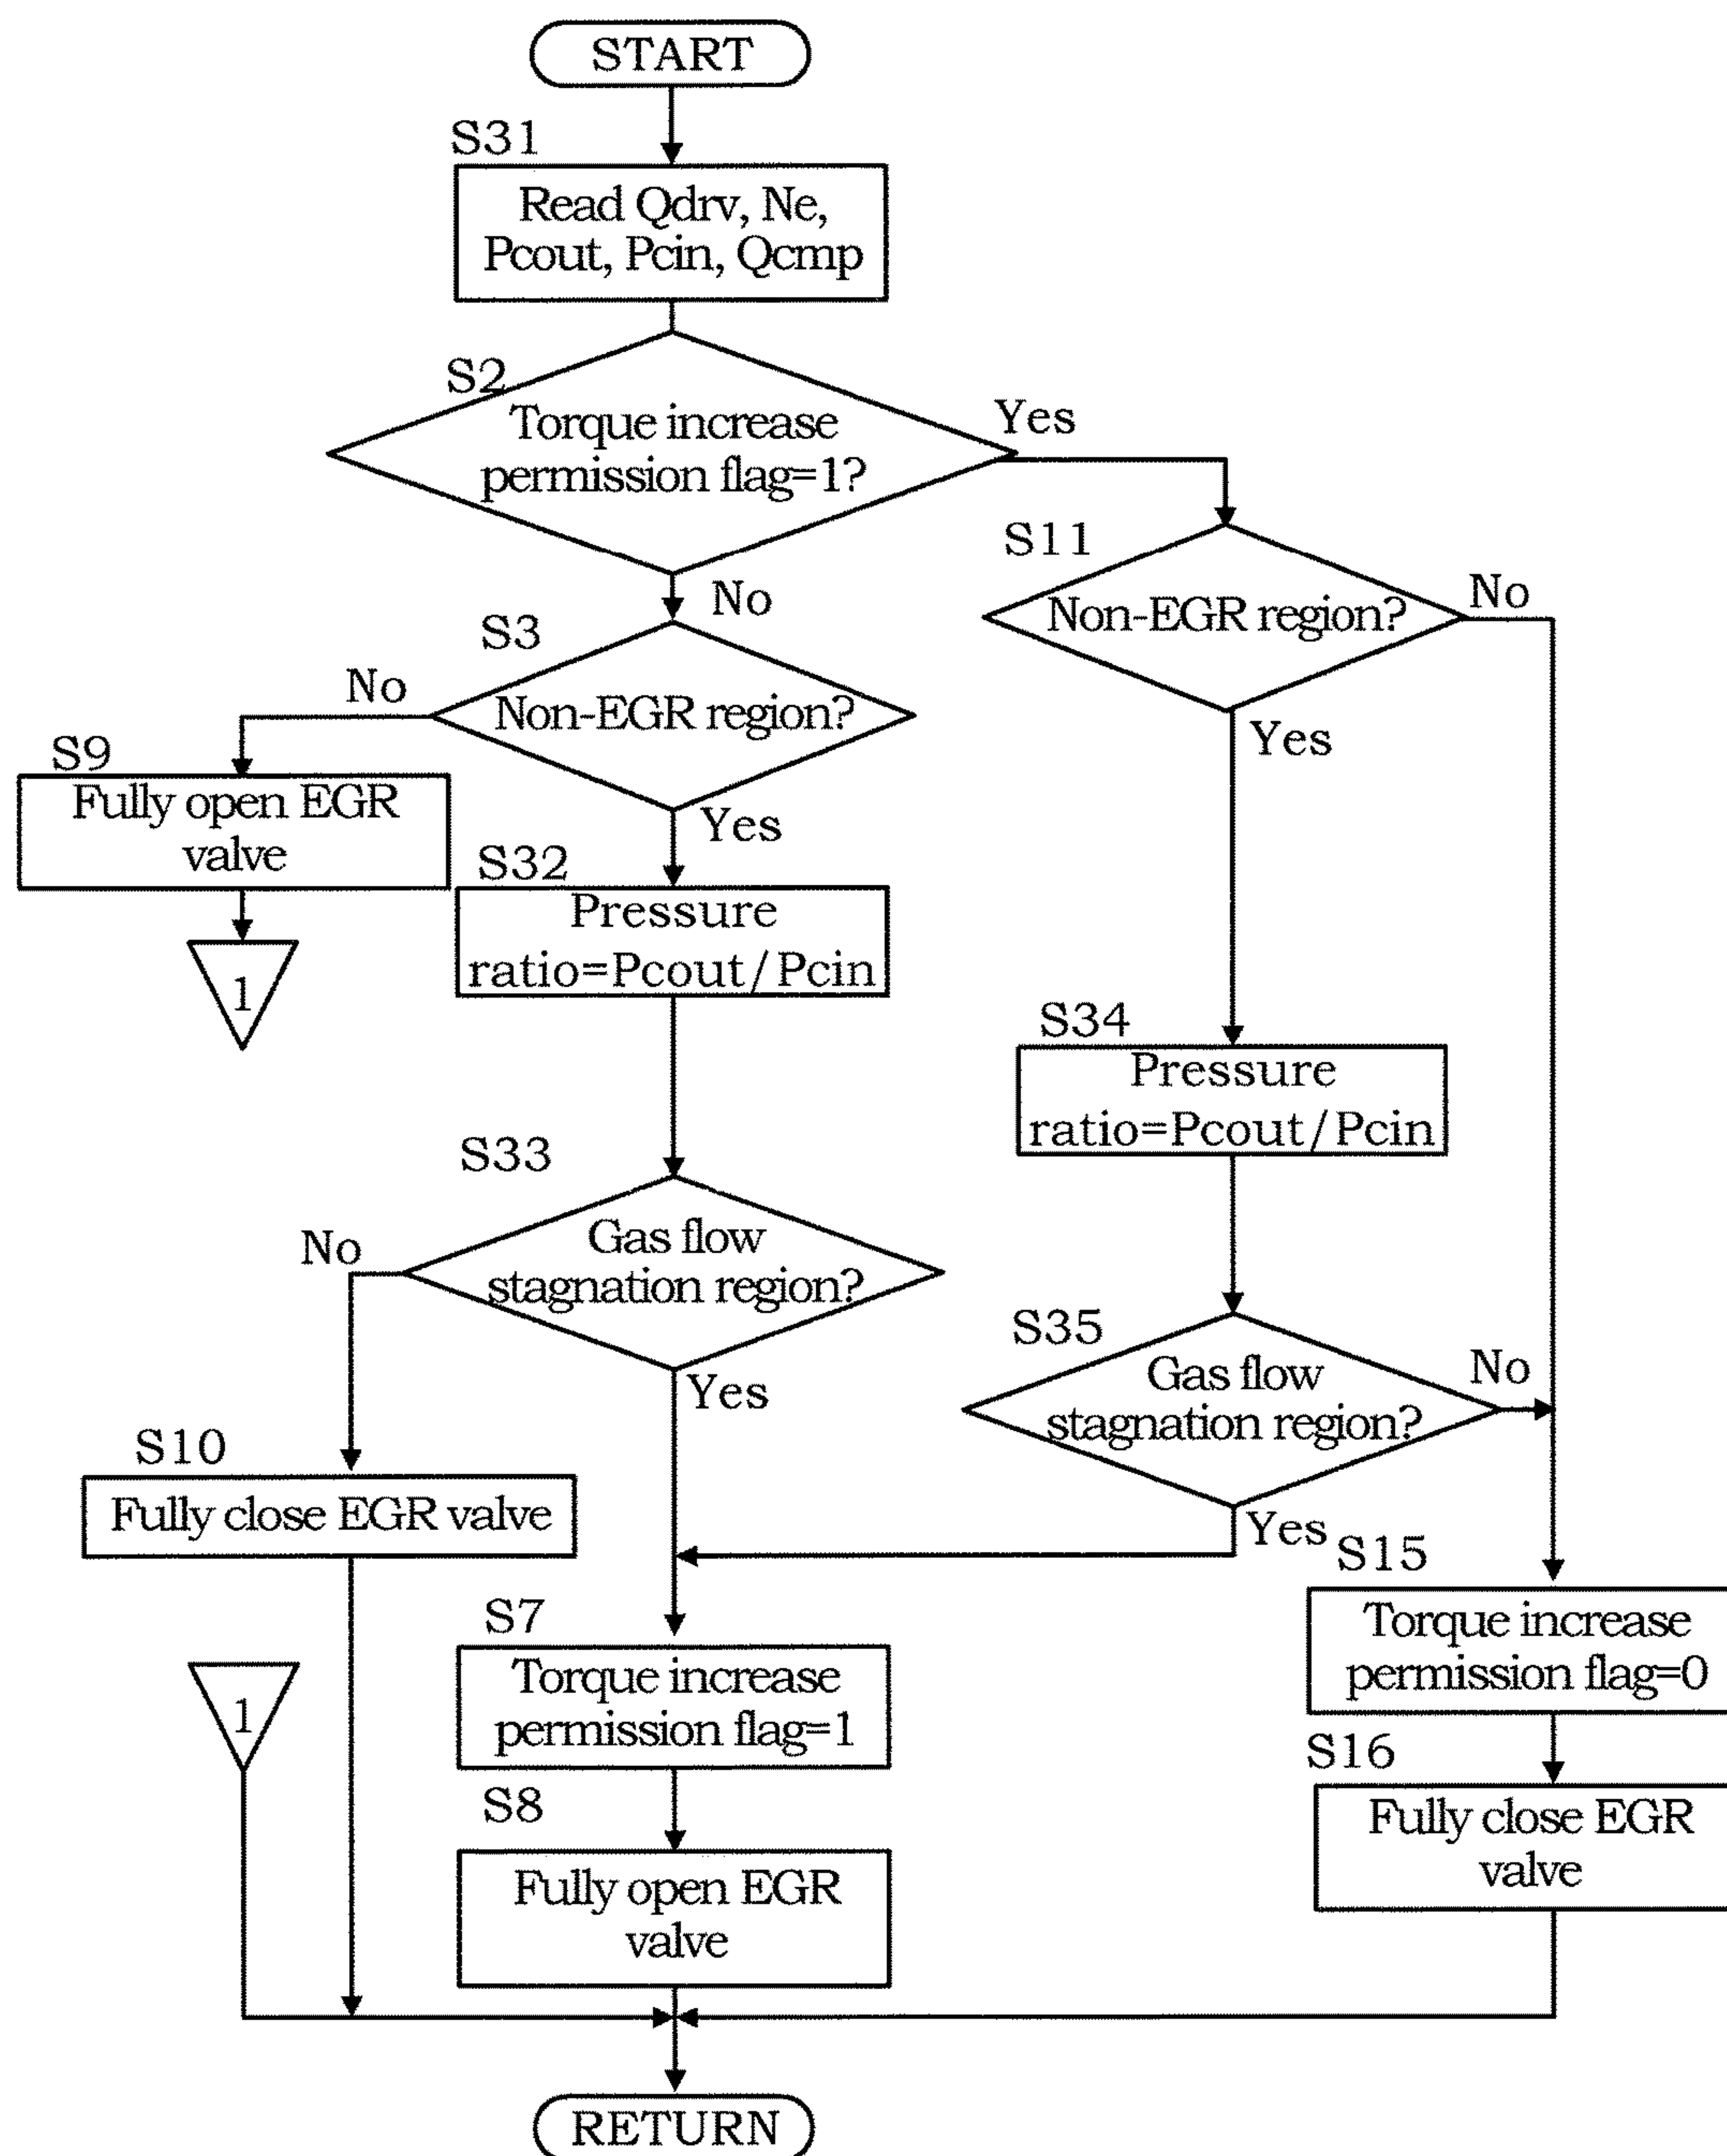 START
S31
Read Qdrv, Ne,
Pcout, Pcin, Qcmp
S2
Torque increase
permission flag=1?
Yes
No
S11
Non-EGR region?
No
Yes
S3
Non-EGR region?
No
Yes
S9
Fully open EGR
valve
1
S32
Pressure
ratio=Pcout/Pcin
S34
Pressure
ratio=Pcout/Pcin
S33
Gas flow
stagnation region?
No
Yes
S35
Gas flow
stagnation region?
No
Yes
S10
Fully close EGR valve
S15
Torque increase
permission flag=0
S7
Torque increase
permission flag=1
1
S16
Fully close EGR
valve
S8
Fully open EGR
valve
RETURN